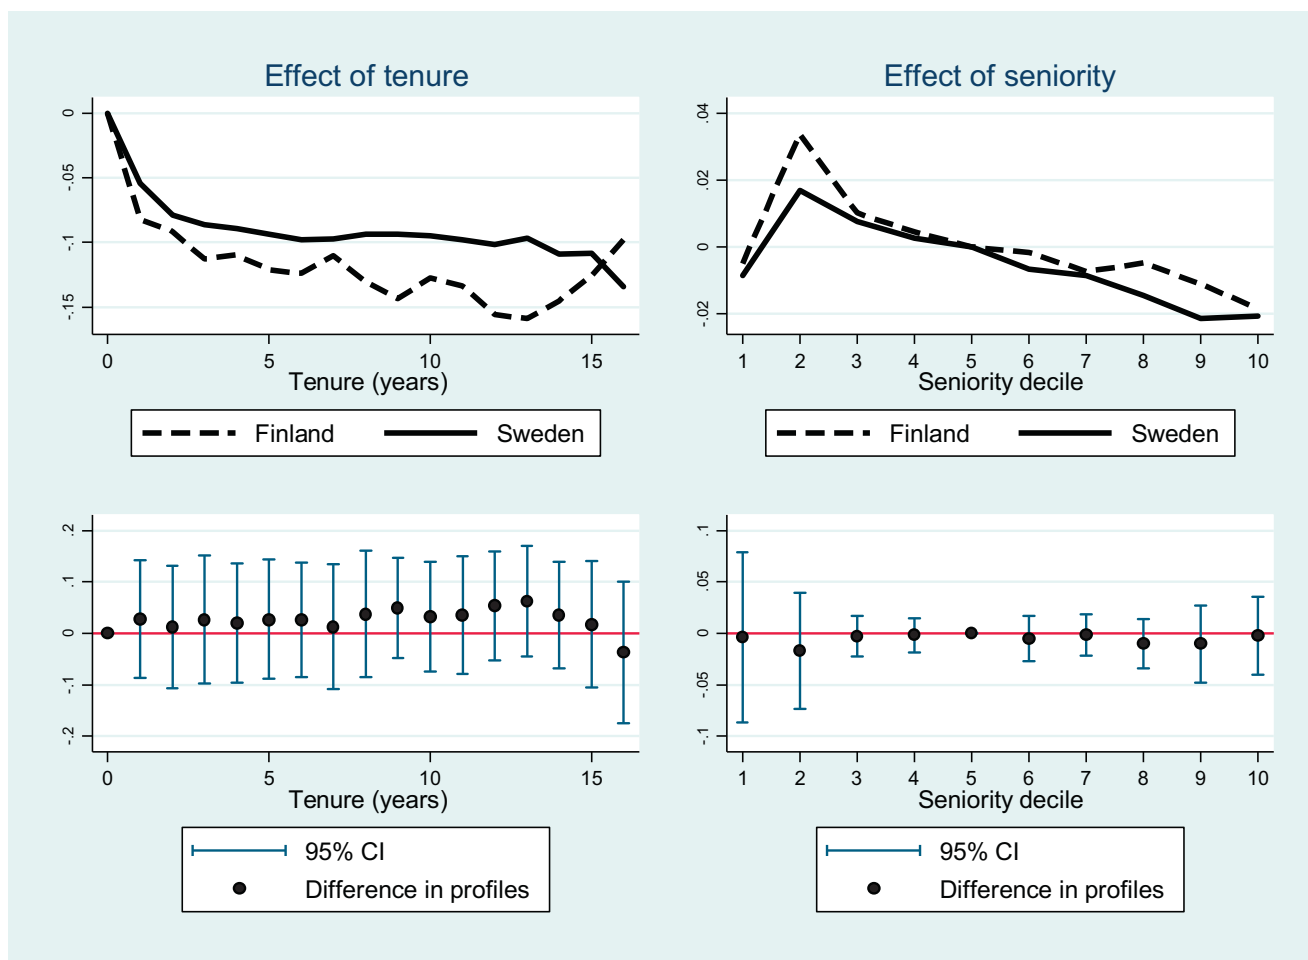 Effect of tenure
0
-.05
-.1
-.15
0 5 10 15
Tenure (years)
Finland Sweden
Effect of seniority
.04
.02
0
-.02
1 2 3 4 5 6 7 8 9 10
Seniority decile
Finland Sweden
.2
.1
0
-.1
-.2
0 5 10 15
Tenure (years)
95% CI
Difference in profiles
.1
.05
0
-.05
-.1
1 2 3 4 5 6 7 8 9 10
Seniority decile
95% CI
Difference in profiles